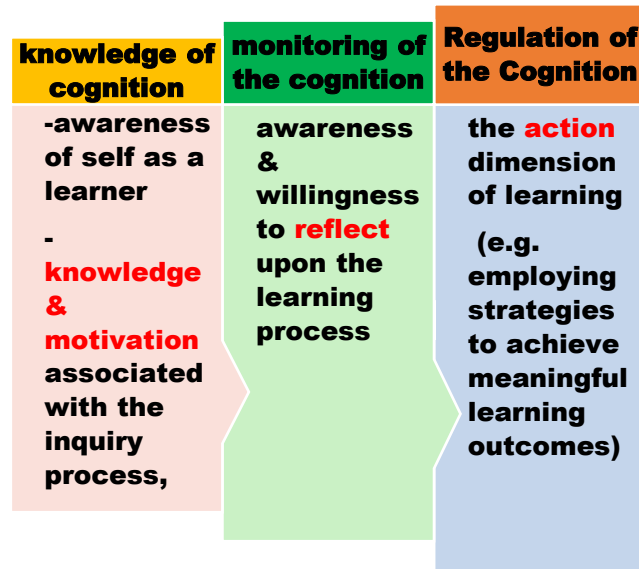 knowledge of
cognition
-awareness
of self as a
learner
-
knowledge
&
motivation
associated
with the
inquiry
process,
monitoring of
the cognition
awareness
&
willingness
to reflect
upon the
learning
process
Regulation of
the Cognition
the action
dimension
of learning
(e.g.
employing
strategies
to achieve
meaningful
learning
outcomes)